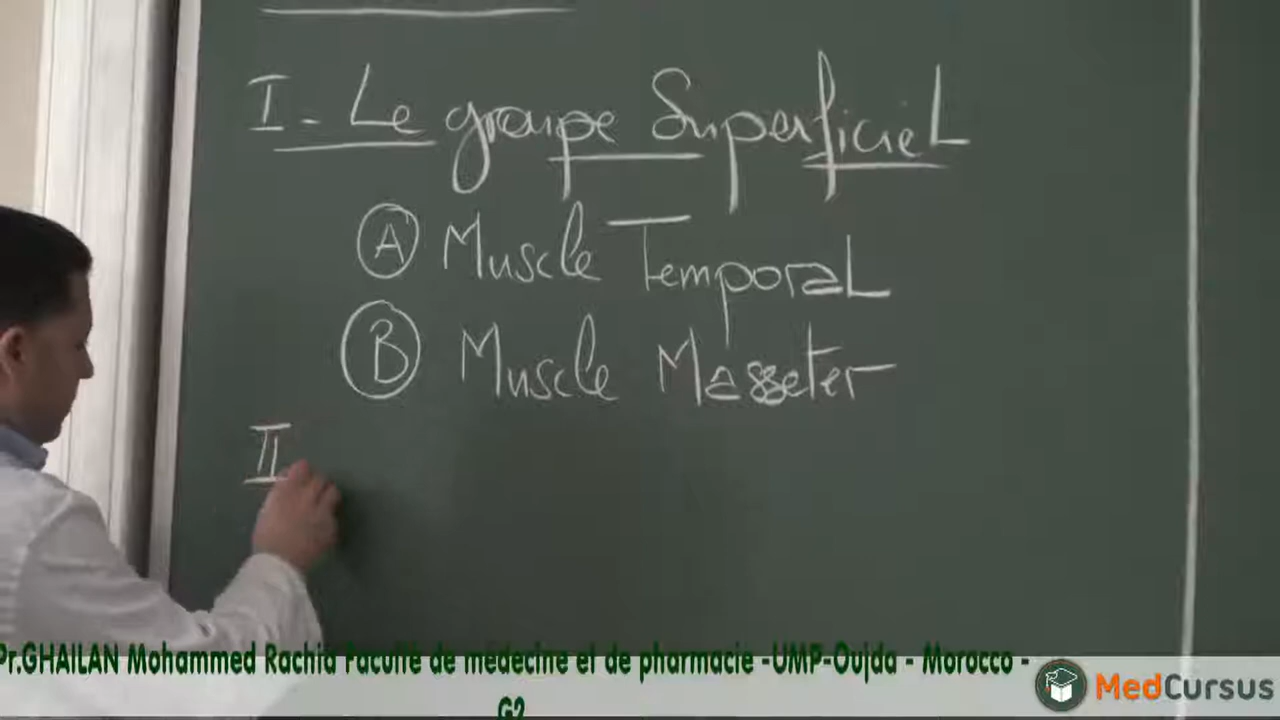 I - Le groupe Superficiel
A Muscle Temporal
B Muscle Masseter
II
Pr.GHAILAN Mohammed Rachid Faculté de médecine et de pharmacie -UMP-Oujda - Morocco -
G2
MedCursus